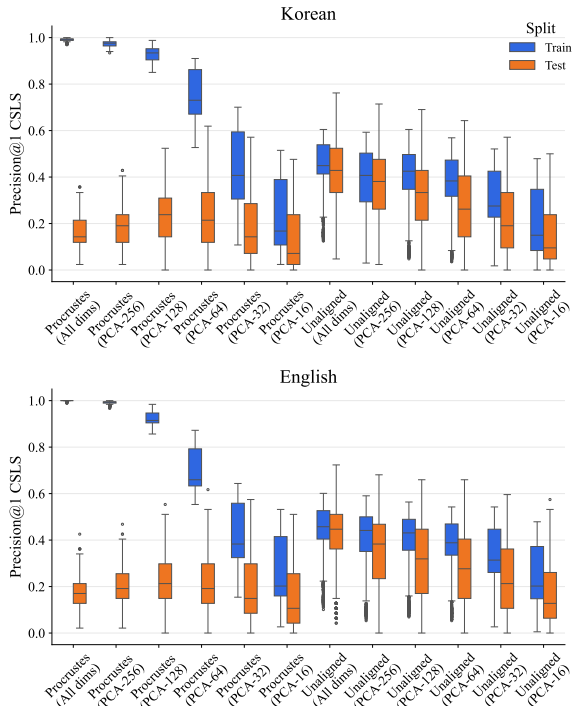 Korean
Split
Train
Test
Precision@1 CSLS
1.0
0.8
0.6
0.4
0.2
0.0
Procrustes
(All dims)
Procrustes
(PCA-256)
Procrustes
(PCA-128)
Procrustes
(PCA-64)
Procrustes
(PCA-32)
Procrustes
(PCA-16)
Unaligned
(All dims)
Unaligned
(PCA-256)
Unaligned
(PCA-128)
Unaligned
(PCA-64)
Unaligned
(PCA-32)
Unaligned
(PCA-16)
English
Precision@1 CSLS
1.0
0.8
0.6
0.4
0.2
0.0
Procrustes
(All dims)
Procrustes
(PCA-256)
Procrustes
(PCA-128)
Procrustes
(PCA-64)
Procrustes
(PCA-32)
Procrustes
(PCA-16)
Unaligned
(All dims)
Unaligned
(PCA-256)
Unaligned
(PCA-128)
Unaligned
(PCA-64)
Unaligned
(PCA-32)
Unaligned
(PCA-16)